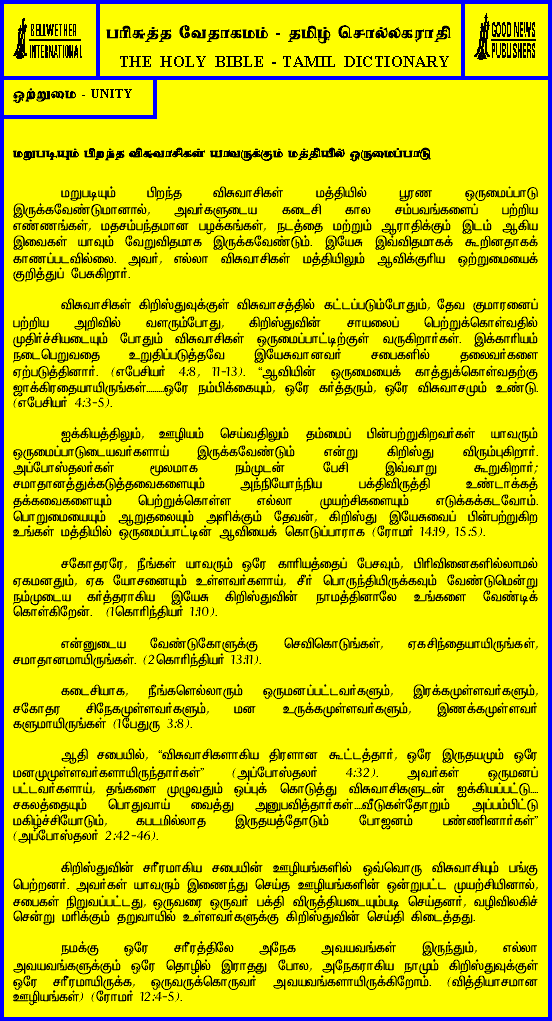 BELLWETHER
INTERNATIONAL
பரிசுத்த வேதாகமம் - தமிழ் சொல்லகராதி
THE HOLY BIBLE - TAMIL DICTIONARY
GOOD NEWS
PUBLISHERS
ஒற்றுமை - UNITY
மறுபடியும் பிறந்த விசுவாசிகள் யாவருக்கும் மத்தியில் ஒருமைப்பாடு
மறுபடியும் பிறந்த விசுவாசிகள் மத்தியில் பூரண ஒருமைப்பாடு
இருக்கவேண்டுமானால், அவர்களுடைய கடைசி கால சம்பவங்களைப் பற்றிய
எண்ணங்கள், மதசம்பந்தமான பழக்கங்கள், நடத்தை மற்றும் ஆராதிக்கும் இடம் ஆகிய
இவைகள் யாவும் வேறுவிதமாக இருக்கவேண்டும். இயேசு இவ்விதமாகக் கூறினதாகக்
காணப்படவில்லை. அவர், எல்லா விசுவாசிகள் மத்தியிலும் ஆவிக்குரிய ஒற்றுமையைக்
குறித்துப் பேசுகிறார்.
விசுவாசிகள் கிறிஸ்துவுக்குள் விசுவாசத்தில் கட்டப்படும்போதும், தேவ குமாரனைப்
பற்றிய அறிவில் வளரும்போது, கிறிஸ்துவின் சாயலைப் பெற்றுக்கொள்வதில்
முதிர்ச்சியடையும் போதும் விசுவாசிகள் ஒருமைப்பாட்டிற்குள் வருகிறார்கள். இக்காரியம்
நடைபெறுவதை உறுதிப்படுத்தவே இயேசுவானவர் சபைகளில் தலைவர்களை
ஏற்படுத்தினார். (எபேசியர் 4:8, 11-13). “ஆவியின் ஒருமையைக் காத்துக்கொள்வதற்கு
ஜாக்கிரதையாயிருங்கள்.........ஒரே நம்பிக்கையும், ஒரே கர்த்தரும், ஒரே விசுவாசமும் உண்டு.
(எபேசியர் 4:3-5).
ஐக்கியத்திலும், ஊழியம் செய்வதிலும் தம்மைப் பின்பற்றுகிறவர்கள் யாவரும்
ஒருமைப்பாடுடையவர்களாய் இருக்கவேண்டும் என்று கிறிஸ்து விரும்புகிறார்.
அப்போஸ்தலர்கள் மூலமாக நம்முடன் பேசி இவ்வாறு கூறுகிறார்;
சமாதானத்துக்கடுத்தவைகளையும் அந்நியோந்நிய பக்திவிருத்தி உண்டாக்கத்
தக்கவைகளையும் பெற்றுக்கொள்ள எல்லா முயற்சிகளையும் எடுக்கக்கடவோம்.
பொறுமையையும் ஆறுதலையும் அளிக்கும் தேவன், கிறிஸ்து இயேசுவைப் பின்பற்றுகிற
உங்கள் மத்தியில் ஒருமைப்பாட்டின் ஆவியைக் கொடுப்பாராக (ரோமர் 14:19, 15:5).
சகோதரரே, நீங்கள் யாவரும் ஒரே காரியத்தைப் பேசவும், பிரிவினைகளில்லாமல்
ஏகமனதும், ஏக யோசனையும் உள்ளவர்களாய், சீர் பொருந்தியிருக்கவும் வேண்டுமென்று
நம்முடைய கர்த்தராகிய இயேசு கிறிஸ்துவின் நாமத்தினாலே உங்களை வேண்டிக்
கொள்கிறேன். (1கொரிந்தியர் 1:10).
என்னுடைய வேண்டுகோளுக்கு செவிகொடுங்கள், ஏகசிந்தையாயிருங்கள்,
சமாதானமாயிருங்கள். (2கொரிந்தியர் 13:11).
கடைசியாக, நீங்களெல்லாரும் ஒருமனப்பட்டவர்களும், இரக்கமுள்ளவர்களும்,
சகோதர சிநேகமுள்ளவர்களும், மன உருக்கமுள்ளவர்களும், இணக்கமுள்ளவர்
களுமாயிருங்கள் (1பேதுரு 3:8).
ஆதி சபையில், “விசுவாசிகளாகிய திரளான கூட்டத்தார், ஒரே இருதயமும் ஒரே
மனமுமுள்ளவர்களாயிருந்தார்கள்” (அப்போஸ்தலர் 4:32). அவர்கள் ஒருமனப்
பட்டவர்களாய், தங்களை முழுவதும் ஒப்புக் கொடுத்து விசுவாசிகளுடன் ஐக்கியப்பட்டு....
சகலத்தையும் பொதுவாய் வைத்து அனுபவித்தார்கள்....வீடுகள்தோறும் அப்பம்பிட்டு
மகிழ்ச்சியோடும், கபடமில்லாத இருதயத்தோடும் போஜனம் பண்ணினார்கள்”
(அப்போஸ்தலர் 2:42-46).
கிறிஸ்துவின் சரீரமாகிய சபையின் ஊழியங்களில் ஒவ்வொரு விசுவாசியும் பங்கு
பெற்றனர். அவர்கள் யாவரும் இணைந்து செய்த ஊழியங்களின் ஒன்றுபட்ட முயற்சியினால்,
சபைகள் நிறுவப்பட்டது, ஒருவரை ஒருவர் பக்தி விருத்தியடையும்படி செய்தனர், வழிவிலகிச்
சென்று மரிக்கும் தறுவாயில் உள்ளவர்களுக்கு கிறிஸ்துவின் செய்தி கிடைத்தது.
நமக்கு ஒரே சரீரத்திலே அநேக அவயவங்கள் இருந்தும், எல்லா
அவயவங்களுக்கும் ஒரே தொழில் இராதது போல, அநேகராகிய நாமும் கிறிஸ்துவுக்குள்
ஒரே சரீரமாயிருக்க, ஒருவருக்கொருவர் அவயவங்களாயிருக்கிறோம். (வித்தியாசமான
ஊழியங்கள்) (ரோமர் 12:4-5).